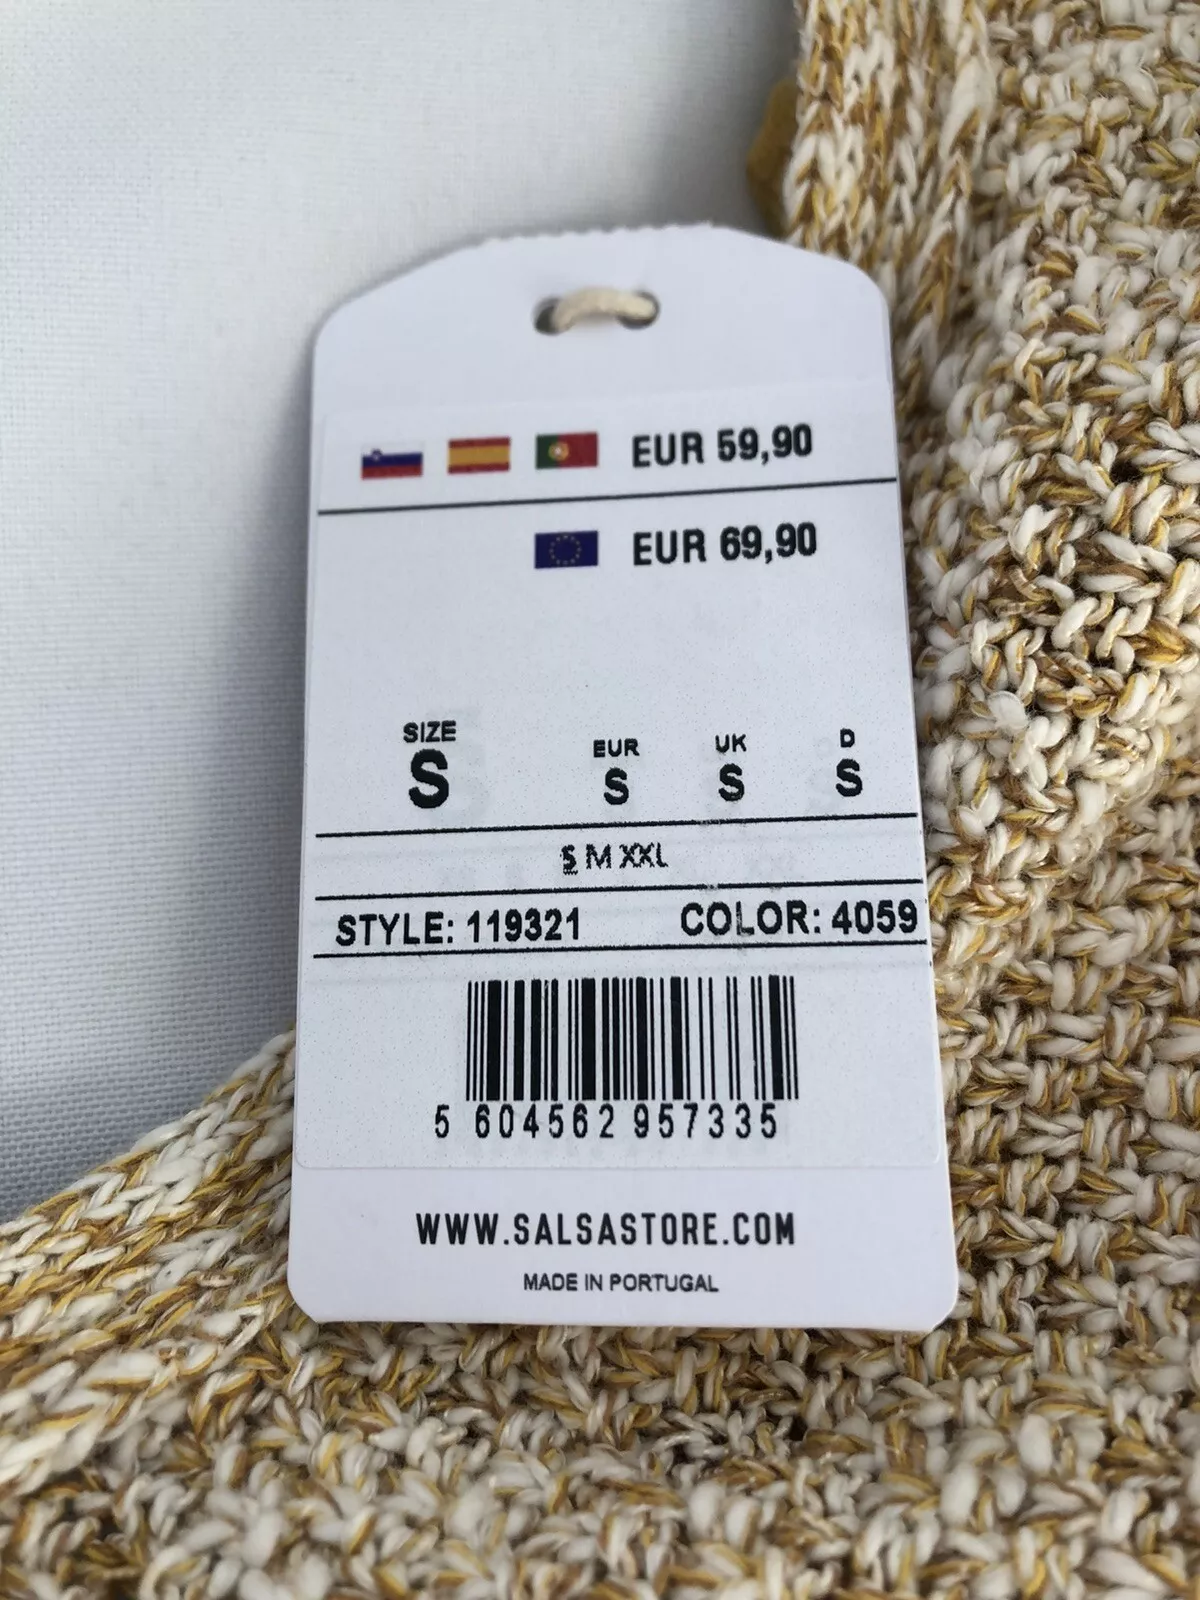 EUR 59,90
EUR 69,90
SIZE EUR UK D
S S S S
S M XXL
STYLE: 119321 COLOR: 4059
5 604562 957335
WWW.SALSASTORE.COM
MADE IN PORTUGAL